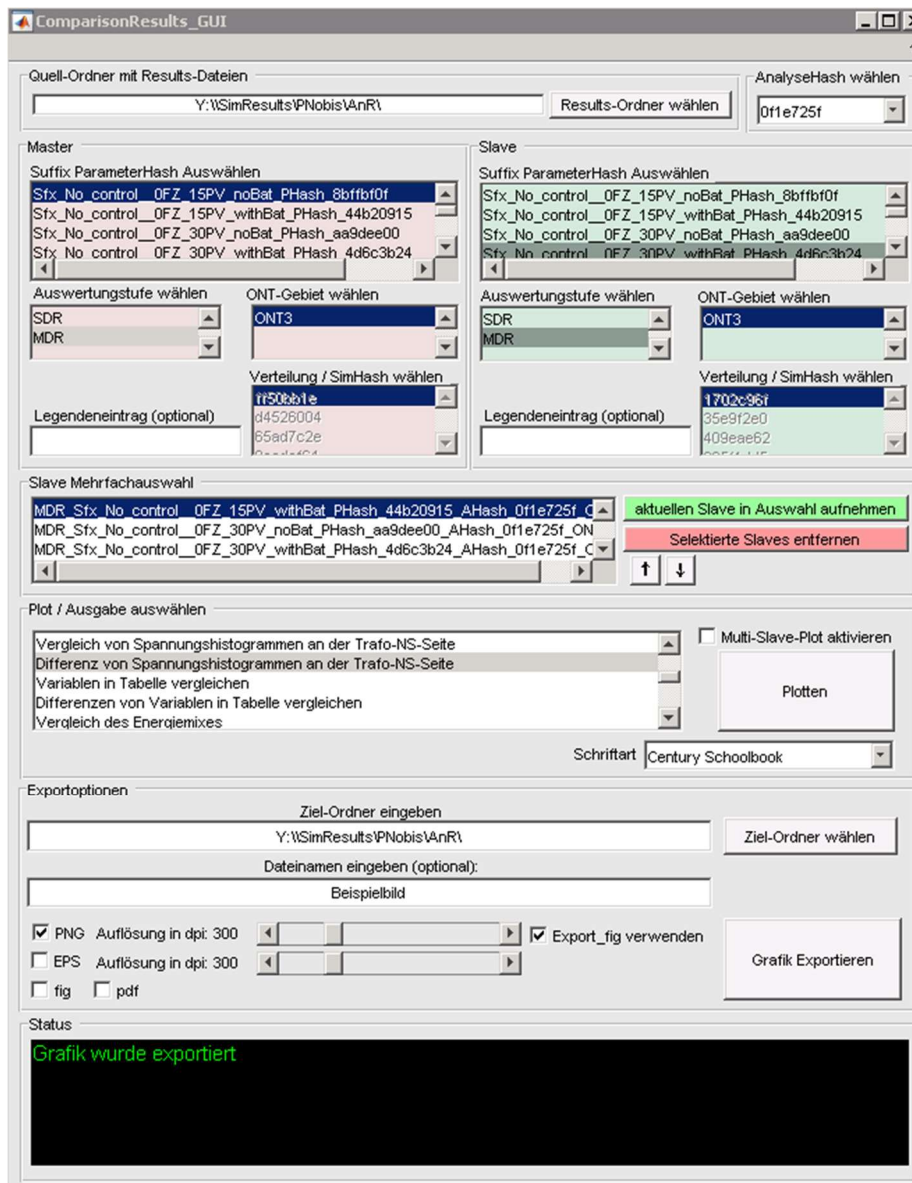 ComparisonResults_GUI
Quell-Ordner mit Results-Dateien
Y:\\SimResults\PNobis\AnR\
Results-Ordner wählen
AnalyseHash wählen
0f1e725f
Master
Suffix ParameterHash Auswählen
Sfx_No_control__0FZ_15PV_noBat_PHash_8bffbf0f
Sfx_No_control__0FZ_15PV_withBat_PHash_44b20915
Sfx_No_control__0FZ_30PV_noBat_PHash_aa9dee00
Sfx_No_control__0FZ_30PV_withBat_PHash_4d6c3b24
Auswertungstufe wählen
SDR
MDR
ONT-Gebiet wählen
ONT3
Verteilung / SimHash wählen
ff50bb1e
d4526004
65ad7c2e
Legendeneintrag (optional)
Slave
Suffix ParameterHash Auswählen
Sfx_No_control__0FZ_15PV_noBat_PHash_8bffbf0f
Sfx_No_control__0FZ_15PV_withBat_PHash_44b20915
Sfx_No_control__0FZ_30PV_noBat_PHash_aa9dee00
Sfx_No_control__0FZ_30PV_withBat_PHash_4d6c3b24
Auswertungstufe wählen
SDR
MDR
ONT-Gebiet wählen
ONT3
Verteilung / SimHash wählen
1702c96f
35e9f2e0
409eae62
Legendeneintrag (optional)
Slave Mehrfachauswahl
MDR_Sfx_No_control__0FZ_15PV_withBat_PHash_44b20915_AHash_0f1e725f_O
MDR_Sfx_No_control__0FZ_30PV_noBat_PHash_aa9dee00_AHash_0f1e725f_ON
MDR_Sfx_No_control__0FZ_30PV_withBat_PHash_4d6c3b24_AHash_0f1e725f_O
aktuellen Slave in Auswahl aufnehmen
Selektierte Slaves entfernen
↑ ↓
Plot / Ausgabe auswählen
Vergleich von Spannungshistogrammen an der Trafo-NS-Seite
Differenz von Spannungshistogrammen an der Trafo-NS-Seite
Variablen in Tabelle vergleichen
Differenzen von Variablen in Tabelle vergleichen
Vergleich des Energiemixes
Multi-Slave-Plot aktivieren
Plotten
Schriftart Century Schoolbook
Exportoptionen
Ziel-Ordner eingeben
Y:\\SimResults\PNobis\AnR\
Ziel-Ordner wählen
Dateinamen eingeben (optional):
Beispielbild
PNG Auflösung in dpi: 300
Export_fig verwenden
EPS Auflösung in dpi: 300
fig pdf
Grafik Exportieren
Status
Grafik wurde exportiert